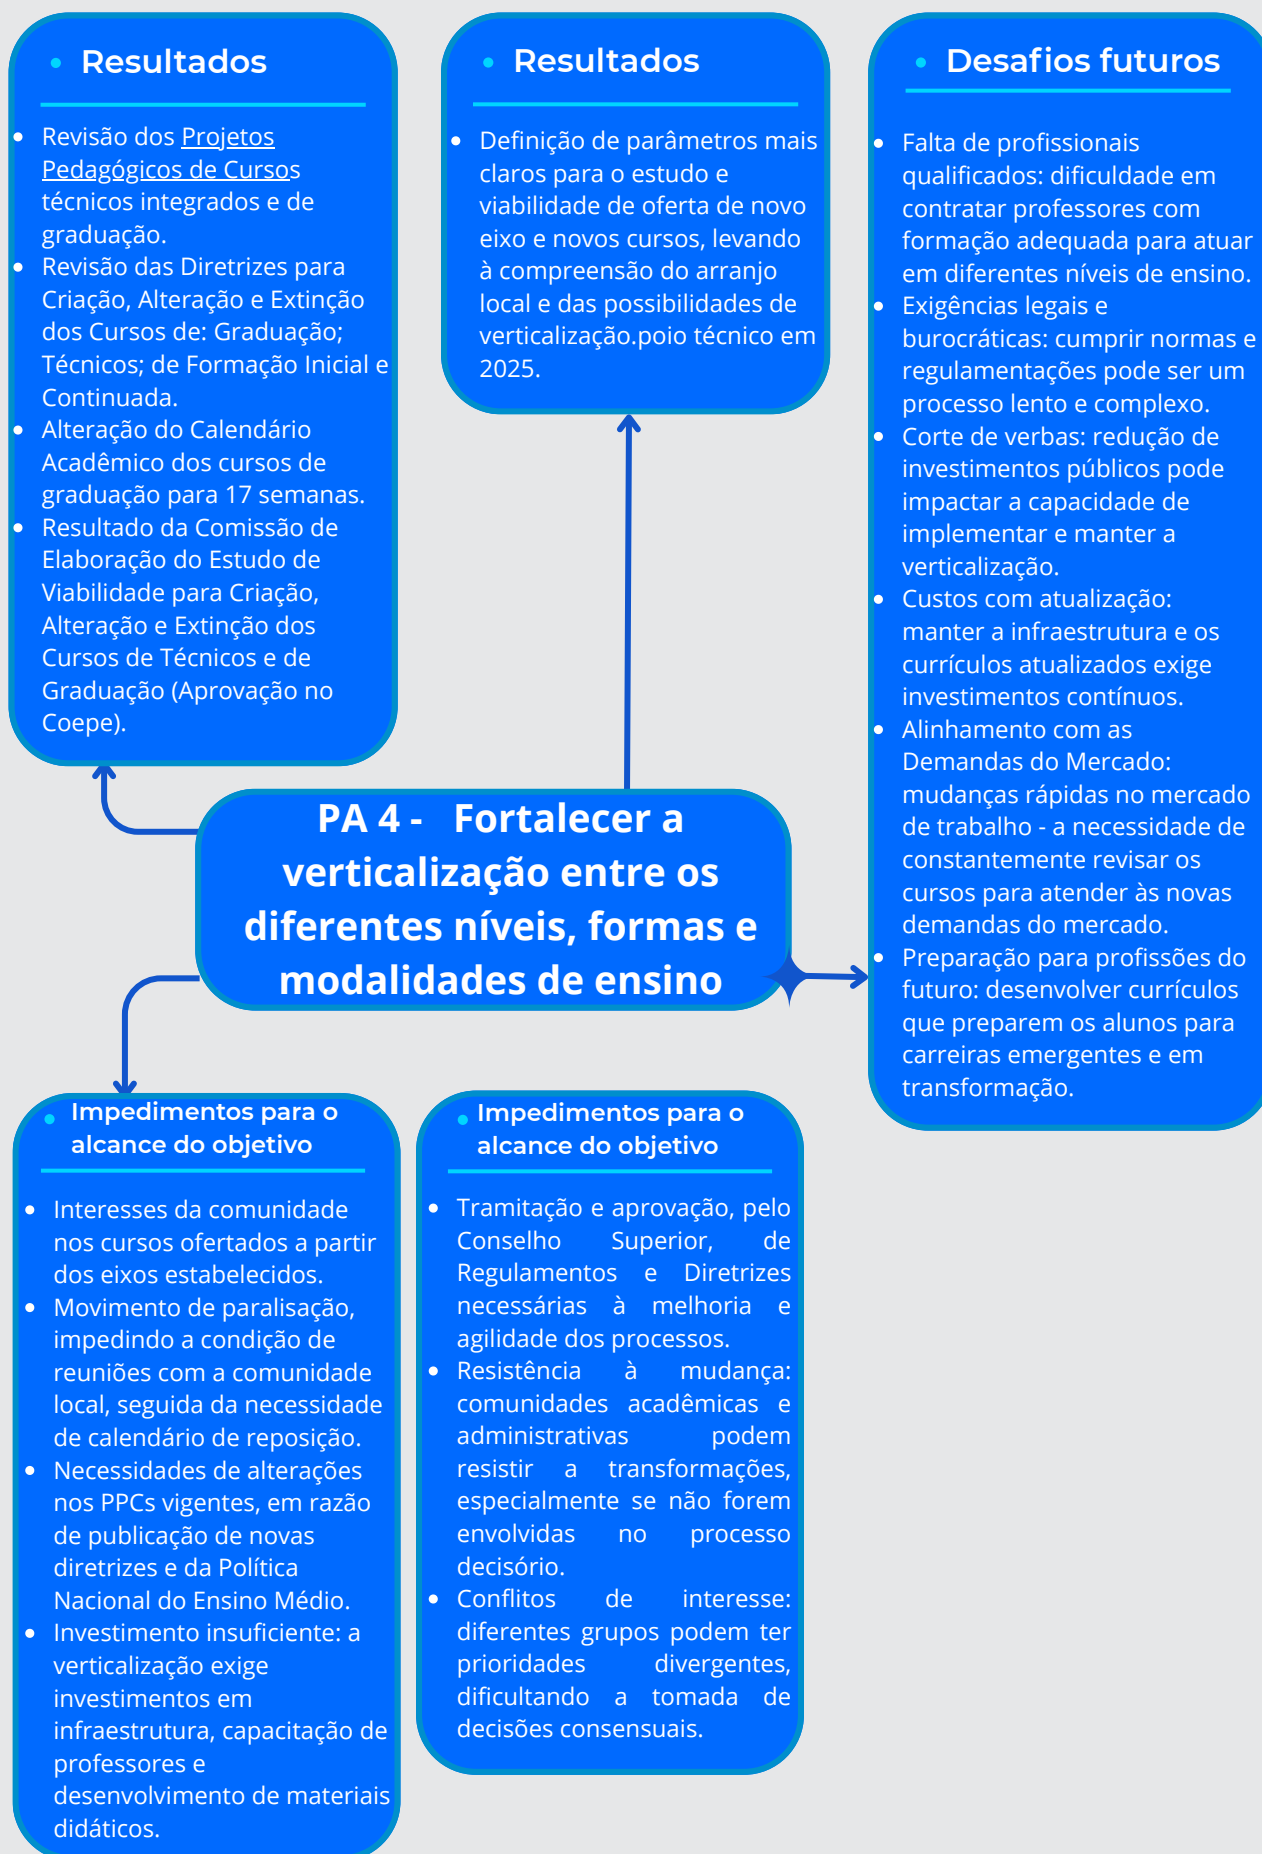 Resultados
Revisão dos Projetos
Pedagógicos de Cursos
técnicos integrados e de
graduação.
Revisão das Diretrizes para
Criação, Alteração e Extinção
dos Cursos de: Graduação;
Técnicos; de Formação Inicial e
Continuada.
Alteração do Calendário
Acadêmico dos cursos de
graduação para 17 semanas.
Resultado da Comissão de
Elaboração do Estudo de
Viabilidade para Criação,
Alteração e Extinção dos
Cursos de Técnicos e de
Graduação (Aprovação no
Coepe).
Resultados
Definição de parâmetros mais
claros para o estudo e
viabilidade de oferta de novo
eixo e novos cursos, levando
à compreensão do arranjo
local e das possibilidades de
verticalização.poio técnico em
2025.
Desafios futuros
Falta de profissionais
qualificados: dificuldade em
contratar professores com
formação adequada para atuar
em diferentes níveis de ensino.
Exigências legais e
burocráticas: cumprir normas e
regulamentações pode ser um
processo lento e complexo.
Corte de verbas: redução de
investimentos públicos pode
impactar a capacidade de
implementar e manter a
verticalização.
Custos com atualização:
manter a infraestrutura e os
currículos atualizados exige
investimentos contínuos.
Alinhamento com as
Demandas do Mercado:
mudanças rápidas no mercado
de trabalho - a necessidade de
constantemente revisar os
cursos para atender às novas
demandas do mercado.
Preparação para profissões do
futuro: desenvolver currículos
que preparem os alunos para
carreiras emergentes e em
transformação.
PA 4 - Fortalecer a
verticalização entre os
diferentes níveis, formas e
modalidades de ensino
Impedimentos para o
alcance do objetivo
Interesses da comunidade
nos cursos ofertados a partir
dos eixos estabelecidos.
Movimento de paralisação,
impedindo a condição de
reuniões com a comunidade
local, seguida da necessidade
de calendário de reposição.
Necessidades de alterações
nos PPCs vigentes, em razão
de publicação de novas
diretrizes e da Política
Nacional do Ensino Médio.
Investimento insuficiente: a
verticalização exige
investimentos em
infraestrutura, capacitação de
professores e
desenvolvimento de materiais
didáticos.
Impedimentos para o
alcance do objetivo
Tramitação e aprovação, pelo
Conselho Superior, de
Regulamentos e Diretrizes
necessárias à melhoria e
agilidade dos processos.
Resistência à mudança:
comunidades acadêmicas e
administrativas podem
resistir a transformações,
especialmente se não forem
envolvidas no processo
decisório.
Conflitos de interesse:
diferentes grupos podem ter
prioridades divergentes,
dificultando a tomada de
decisões consensuais.